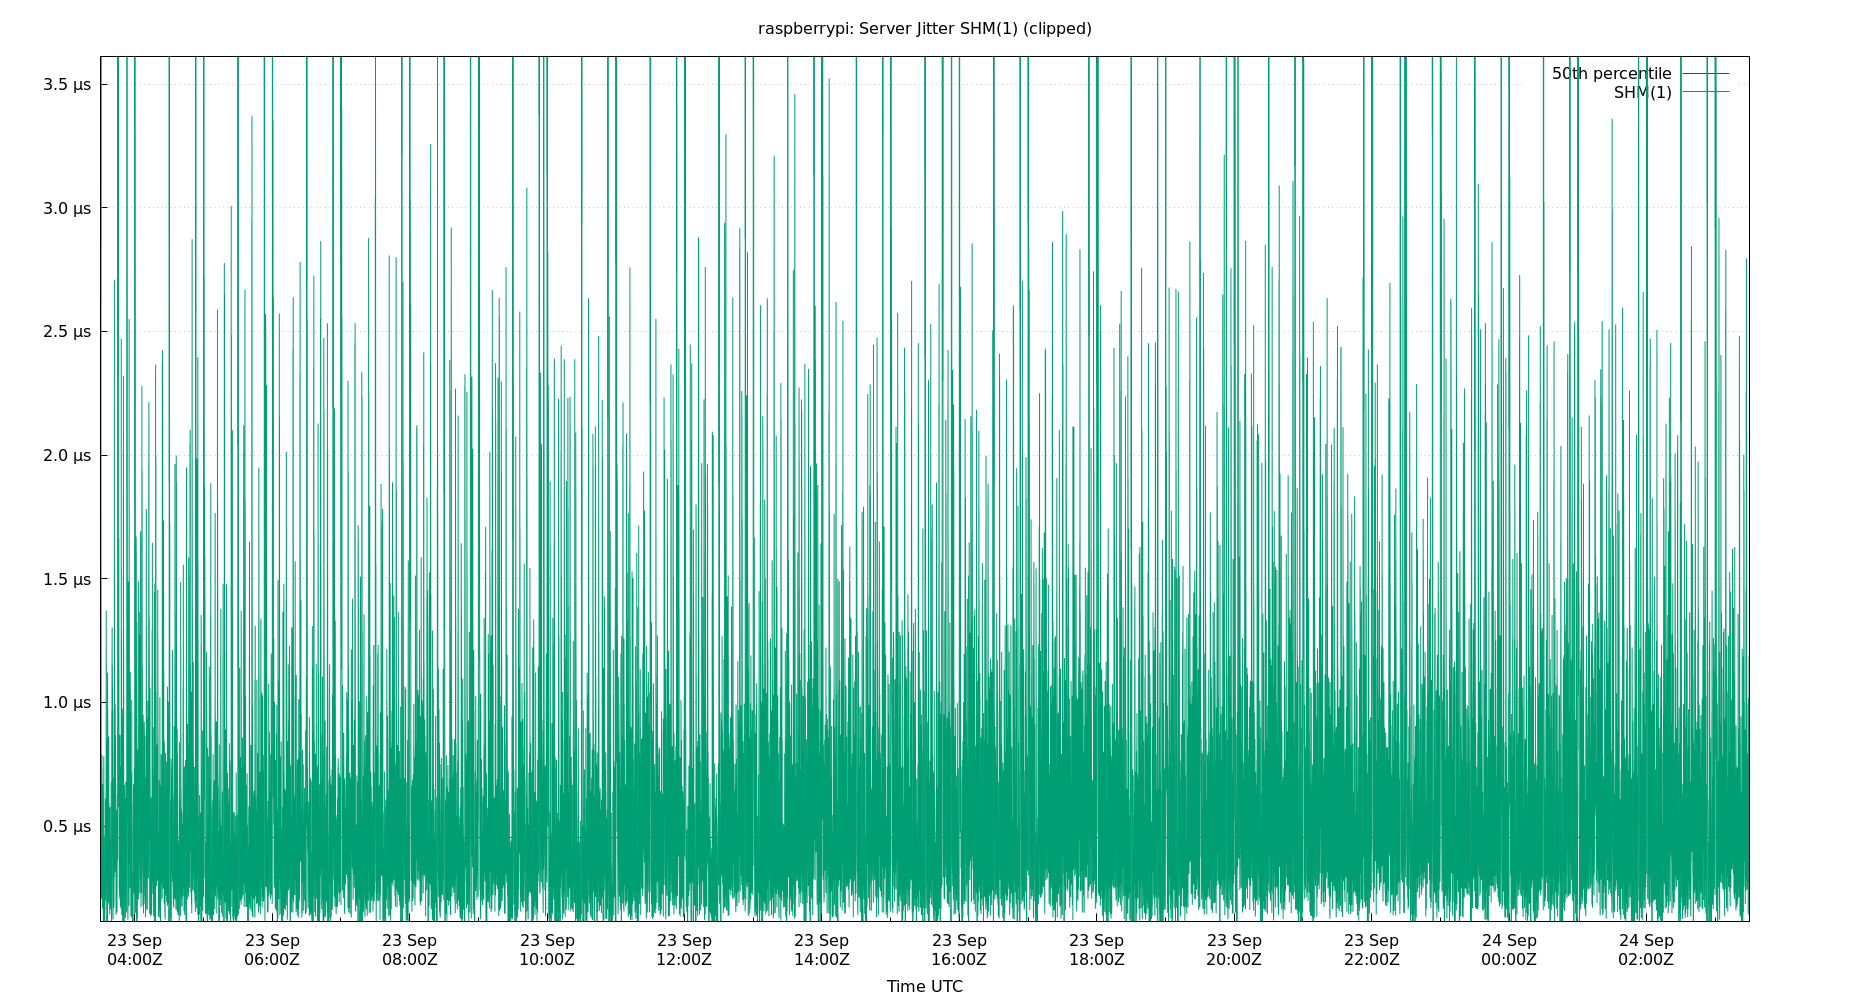 raspberrypi: Server Jitter SHM(1) (clipped)
50th percentile
SHM(1)
3.5 µs
3.0 µs
2.5 µs
2.0 µs
1.5 µs
1.0 µs
0.5 µs
23 Sep 23 Sep 23 Sep 23 Sep 23 Sep 23 Sep 23 Sep 23 Sep 23 Sep 23 Sep 24 Sep 24 Sep
04:00Z 06:00Z 08:00Z 10:00Z 12:00Z 14:00Z 16:00Z 18:00Z 20:00Z 22:00Z 00:00Z 02:00Z
Time UTC